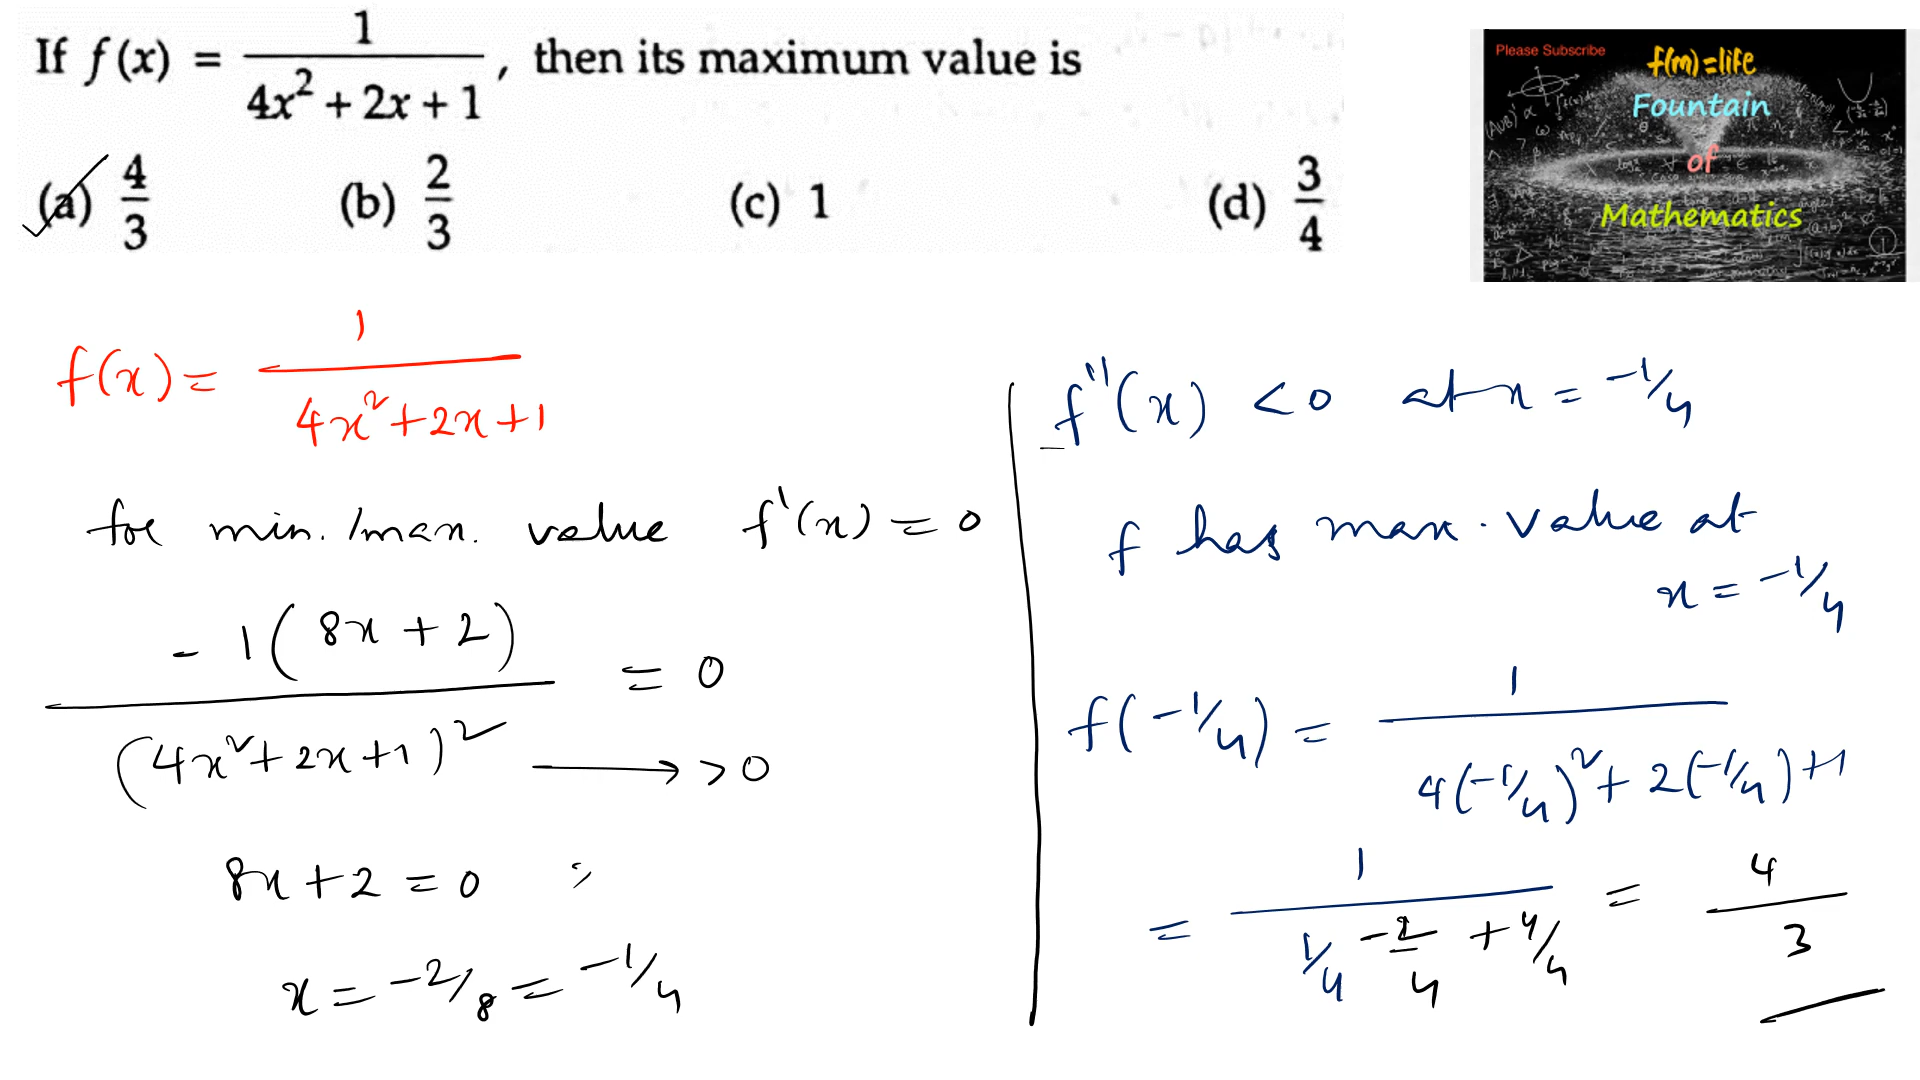 If f(x) = 1/(4x² + 2x + 1), then its maximum value is
(a) 4/3 (b) 2/3 (c) 1 (d) 3/4
Please Subscribe
f(m)=life
Fountain
of
Mathematics
f(x) = 1/(4x²+2x+1)
for min./max. value f'(x) = 0
-1(8x+2)/(4x²+2x+1)² = 0
→ >0
8x+2 = 0
x = -2/8 = -1/4
f''(x) <0 at x = -1/4
f has max. value at
x = -1/4
f(-1/4) = 1/(4(-1/4)²+2(-1/4)+1)
= 1/(1/4 - 2/4 + 4/4) = 4/3